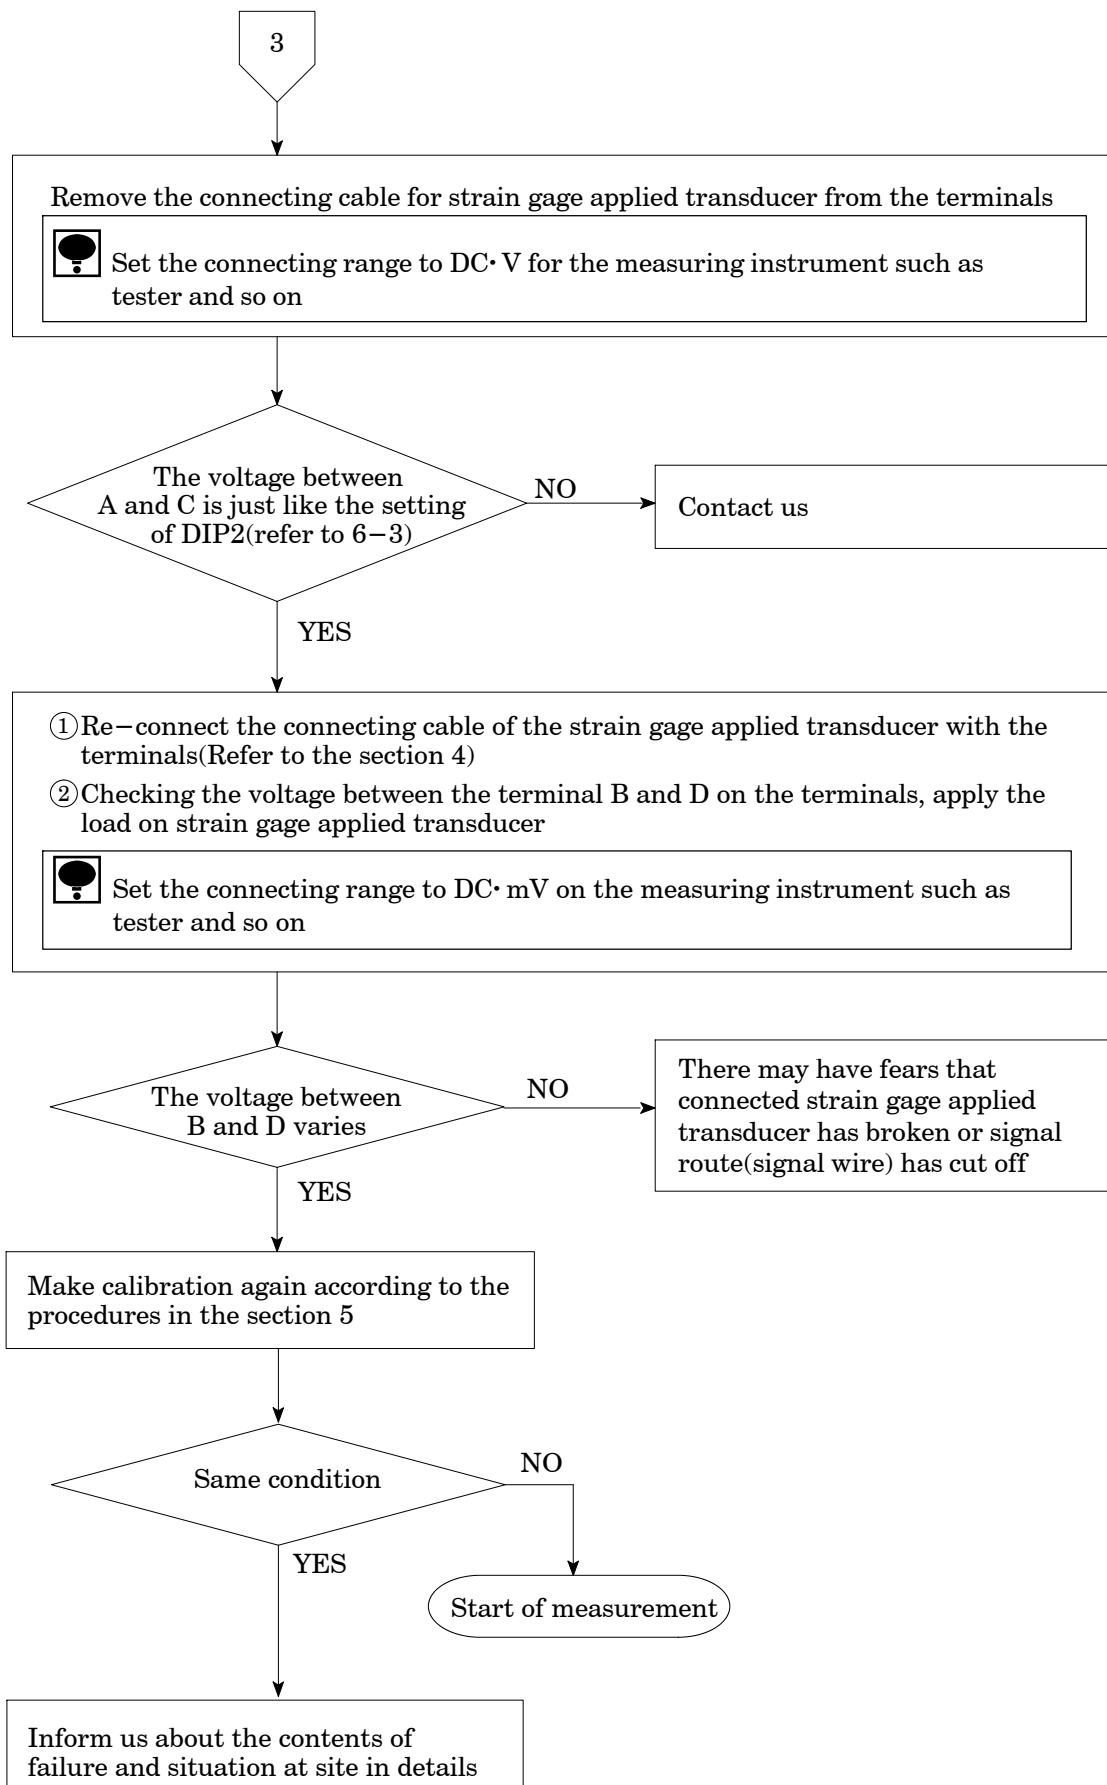 3
Remove the connecting cable for strain gage applied transducer from the terminals
Set the connecting range to DC･V for the measuring instrument such as
tester and so on
The voltage between
A and C is just like the setting
of DIP2(refer to 6−3)
NO
Contact us
YES
①Re−connect the connecting cable of the strain gage applied transducer with the
terminals(Refer to the section 4)
②Checking the voltage between the terminal B and D on the terminals, apply the
load on strain gage applied transducer
Set the connecting range to DC･mV on the measuring instrument such as
tester and so on
The voltage between
B and D varies
NO
There may have fears that
connected strain gage applied
transducer has broken or signal
route(signal wire) has cut off
YES
Make calibration again according to the
procedures in the section 5
Same condition
NO
YES
Start of measurement
Inform us about the contents of
failure and situation at site in details